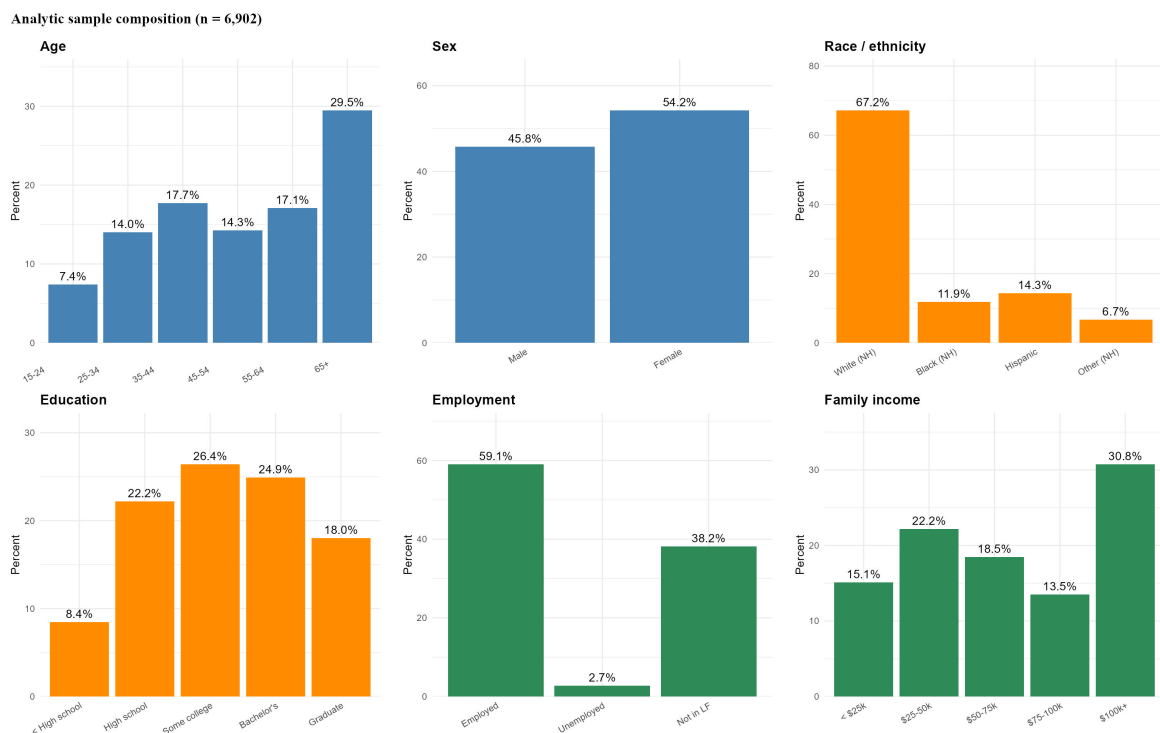 Analytic sample composition (n = 6,902)
Age
Percent
30
20
10
0
7.4%
14.0%
17.7%
14.3%
17.1%
29.5%
15-24
25-34
35-44
45-54
55-64
65+
Sex
Percent
60
40
20
0
45.8%
54.2%
Male
Female
Race / ethnicity
Percent
80
60
40
20
0
67.2%
11.9%
14.3%
6.7%
White (NH)
Black (NH)
Hispanic
Other (NH)
Education
Percent
30
20
10
0
8.4%
22.2%
26.4%
24.9%
18.0%
< High school
High school
Some college
Bachelor's
Graduate
Employment
Percent
60
40
20
0
59.1%
2.7%
38.2%
Employed
Unemployed
Not in LF
Family income
Percent
30
20
10
0
15.1%
22.2%
18.5%
13.5%
30.8%
< $25k
$25-50k
$50-75k
$75-100k
$100k+